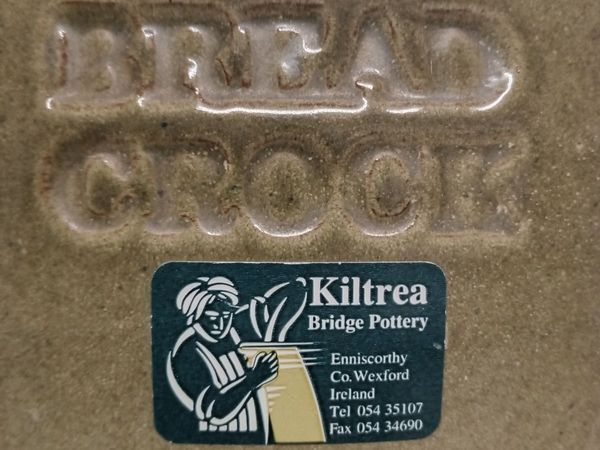 BREAD
CROCK
Kiltrea
Bridge Pottery
Enniscorthy
Co. Wexford
Ireland
Tel 054 35107
Fax 054 34690